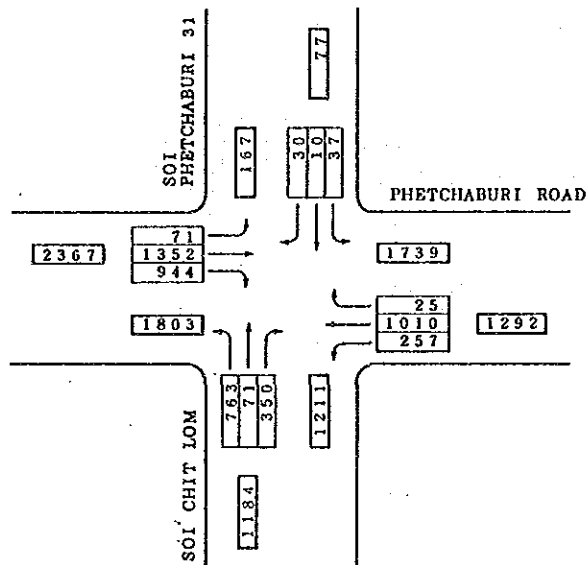 SOI
PHETCHABURI 31
77
167
30 10 37
PHETCHABURI ROAD
71
2367 1352
944
1739
1803
25
1010 1292
257
763 71 350
1211
SOI CHIT LOM
1184